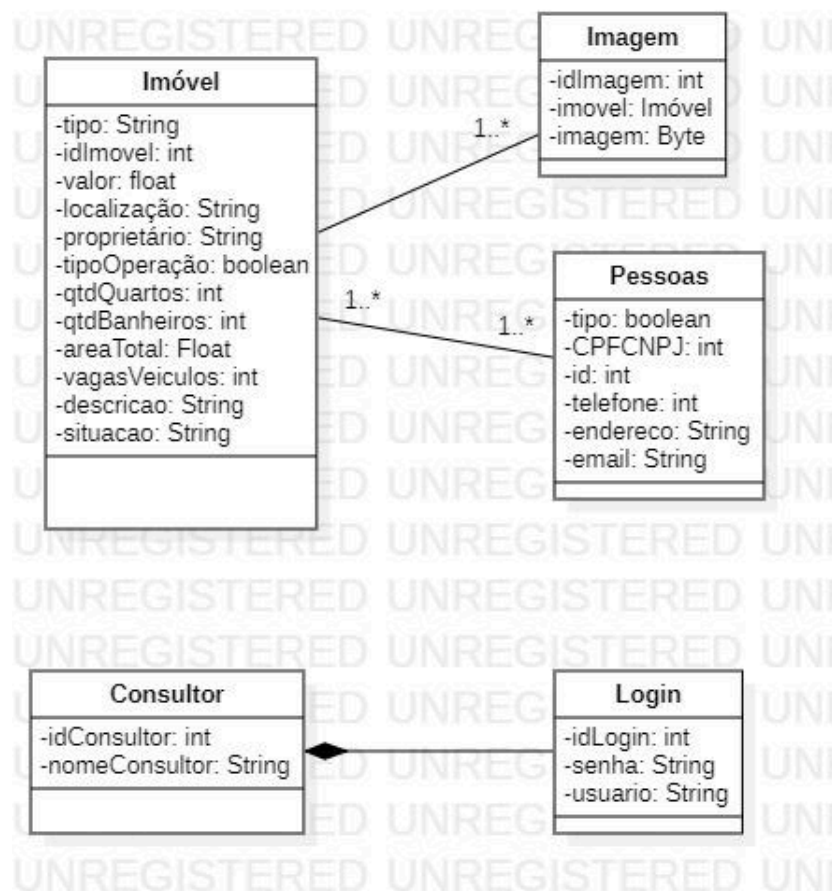 Imóvel
-tipo: String
-idImovel: int
-valor: float
-localização: String
-proprietário: String
-tipoOperação: boolean
-qtdQuartos: int
-qtdBanheiros: int
-areaTotal: Float
-vagasVeiculos: int
-descricao: String
-situacao: String
Imagem
-idImagem: int
-imovel: Imóvel
-imagem: Byte
1..*
1..*
1..*
Pessoas
-tipo: boolean
-CPFCNPJ: int
-id: int
-telefone: int
-endereco: String
-email: String
Consultor
-idConsultor: int
-nomeConsultor: String
Login
-idLogin: int
-senha: String
-usuario: String
UNREGISTERED UNREGISTERED UNREGISTERED